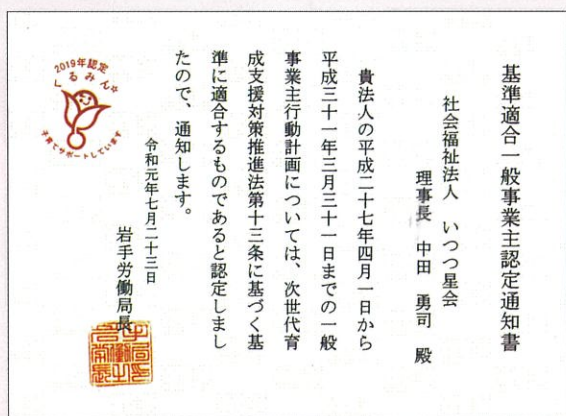 基準適合一般事業主認定通知書
社会福祉法人　いつつ星会
理事長　中田　勇司　殿
貴法人の平成二十七年四月一日から
平成三十一年三月三十一日までの一般
事業主行動計画については、次世代育
成支援対策推進法第十三条に基づく基
準に適合するものであると認定しまし
たので、通知します。
令和元年七月二十三日
岩手労働局長
2019年認定
くるみん
子育てサポートしています